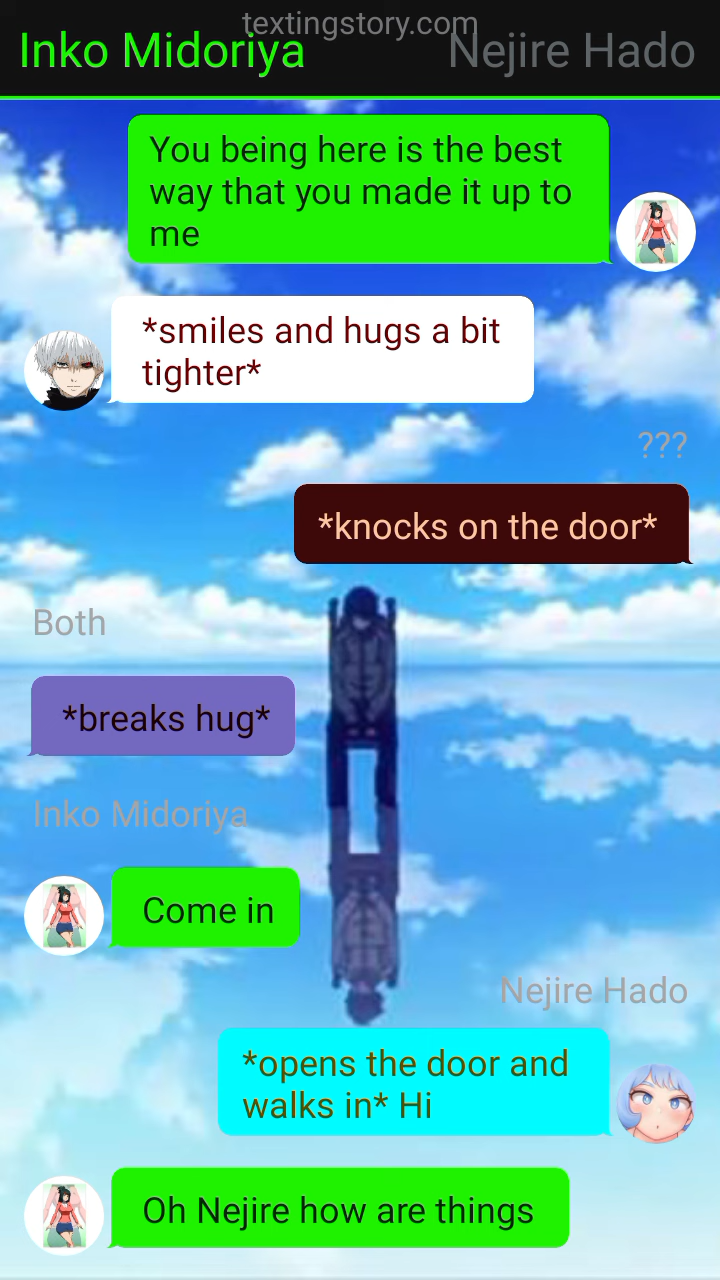 textingstory.com
Inko Midoriya
Nejire Hado
You being here is the best
way that you made it up to
me
*smiles and hugs a bit
tighter*
???
*knocks on the door*
Both
*breaks hug*
Inko Midoriya
Come in
Nejire Hado
*opens the door and
walks in* Hi
Oh Nejire how are things